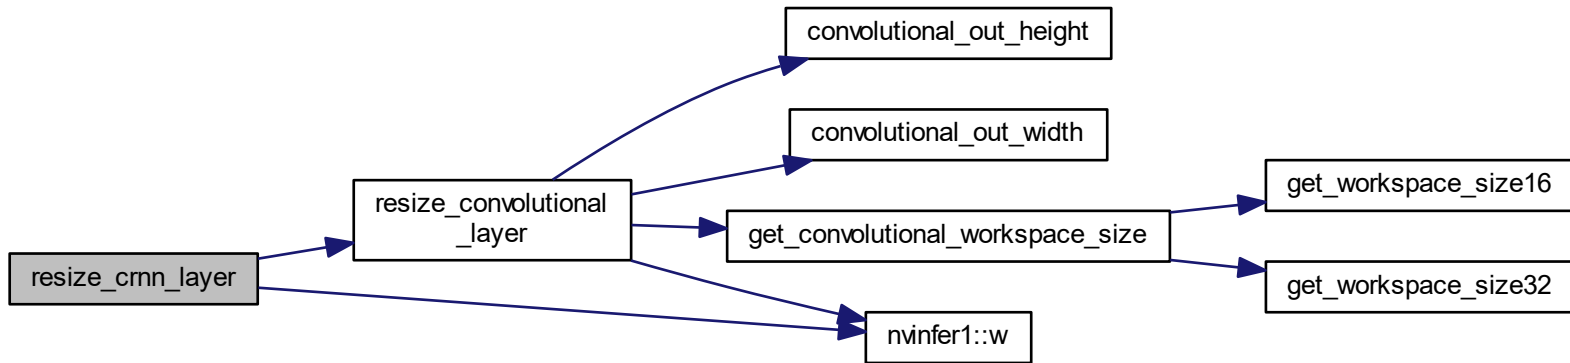 convolutional_out_height
convolutional_out_width
get_workspace_size16
resize_convolutional
_layer
get_convolutional_workspace_size
resize_crnn_layer
get_workspace_size32
nvinfer1::w